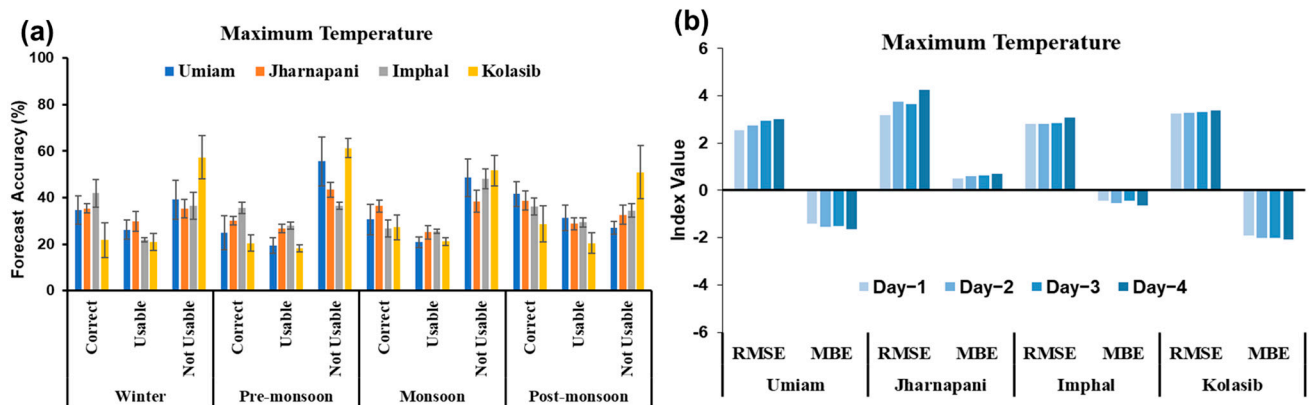 (a)
Maximum Temperature
Umiam Jharnapani Imphal Kolasib
Forecast Accuracy (%)
100
80
60
40
20
0
Correct Usable Not Usable Correct Usable Not Usable Correct Usable Not Usable Correct Usable Not Usable
Winter Pre-monsoon Monsoon Post-monsoon
(b)
Maximum Temperature
Index Value
6
4
2
0
-2
-4
-6
Day−1 Day−2 Day−3 Day−4
RMSE MBE RMSE MBE RMSE MBE RMSE MBE
Umiam Jharnapani Imphal Kolasib